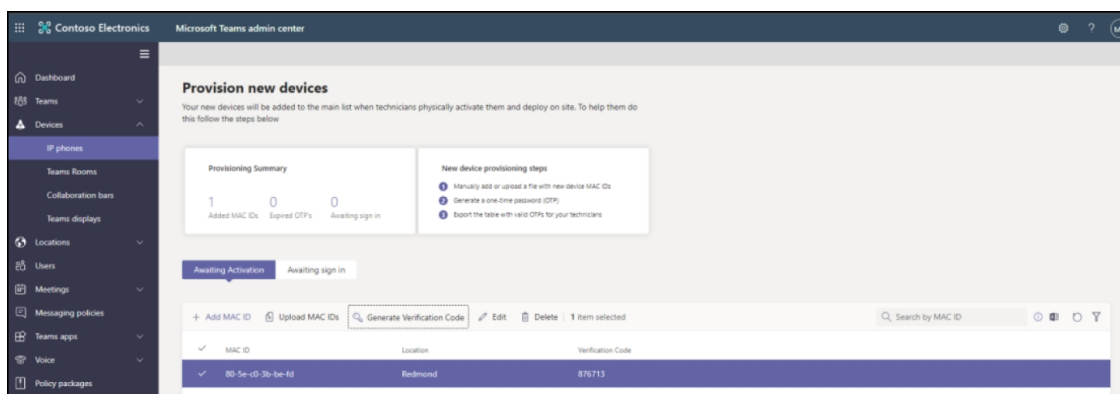 Contoso Electronics
Microsoft Teams admin center
?
M
Dashboard
Teams
Devices
IP phones
Teams Rooms
Collaboration bars
Teams displays
Locations
Users
Meetings
Messaging policies
Teams apps
Voice
Policy packages
Provision new devices
Your new devices will be added to the main list when technicians physically activate them and deploy on site. To help them do
this follow the steps below
Provisioning Summary
1 0 0
Added MAC IDs Expired OTP's Awaiting sign in
New device provisioning steps
1 Manually add or upload a file with new device MAC IDs
2 Generate a one-time password (OTP)
3 Export the table with valid OTPs for your technicians
Awaiting Activation Awaiting sign in
+ Add MAC ID Upload MAC IDs Generate Verification Code Edit Delete 1 item selected Search by MAC ID
MAC ID Location Verification Code
80-5e-c0-3b-be-fd Redmond 876713